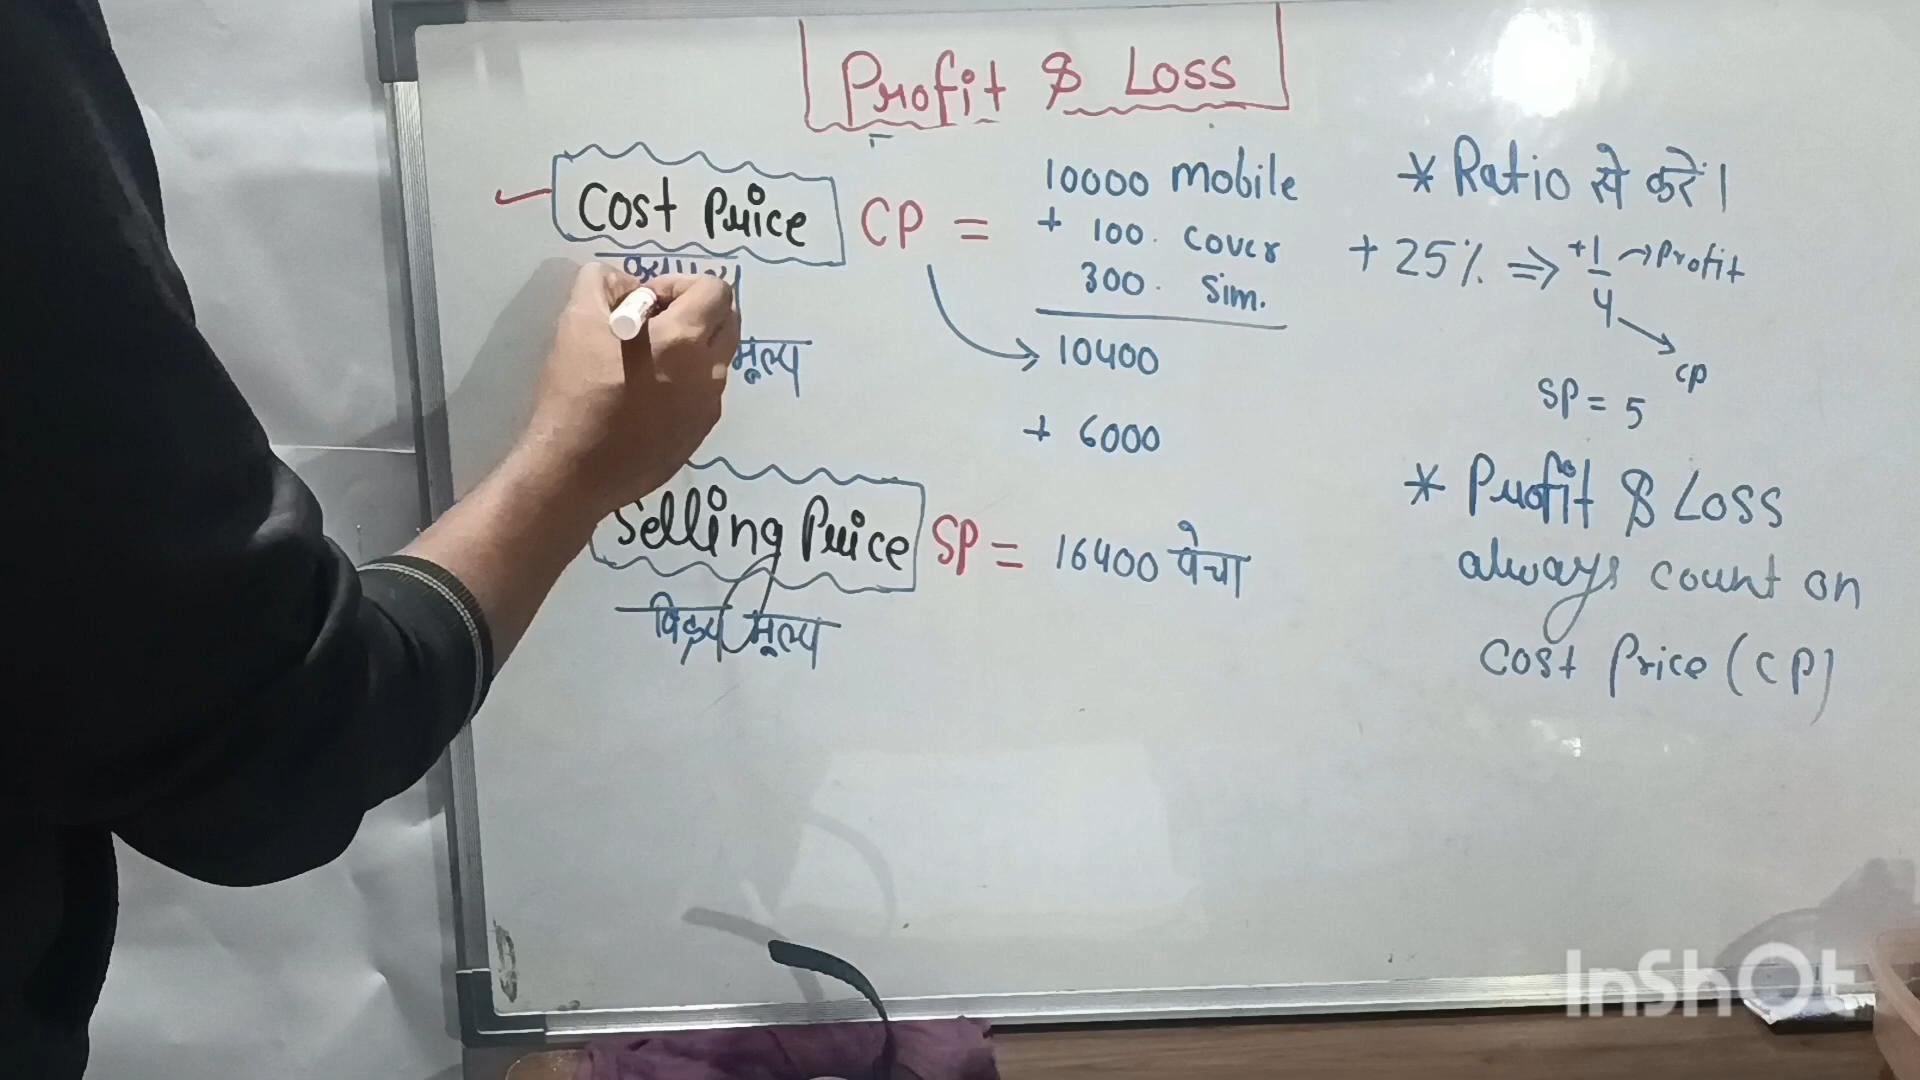 Profit & Loss
Cost Price CP =
10000 mobile
+ 100. cover
300. Sim.
10400
+ 6000
मूल्य
Selling Price SP = 16400 पेचा
विक्रय मूल्य
* Ratio से करें।
+ 25% ⇒ +1/4 → Profit
CP
SP = 5
* Profit & Loss
always count on
Cost Price (CP)
InShOt